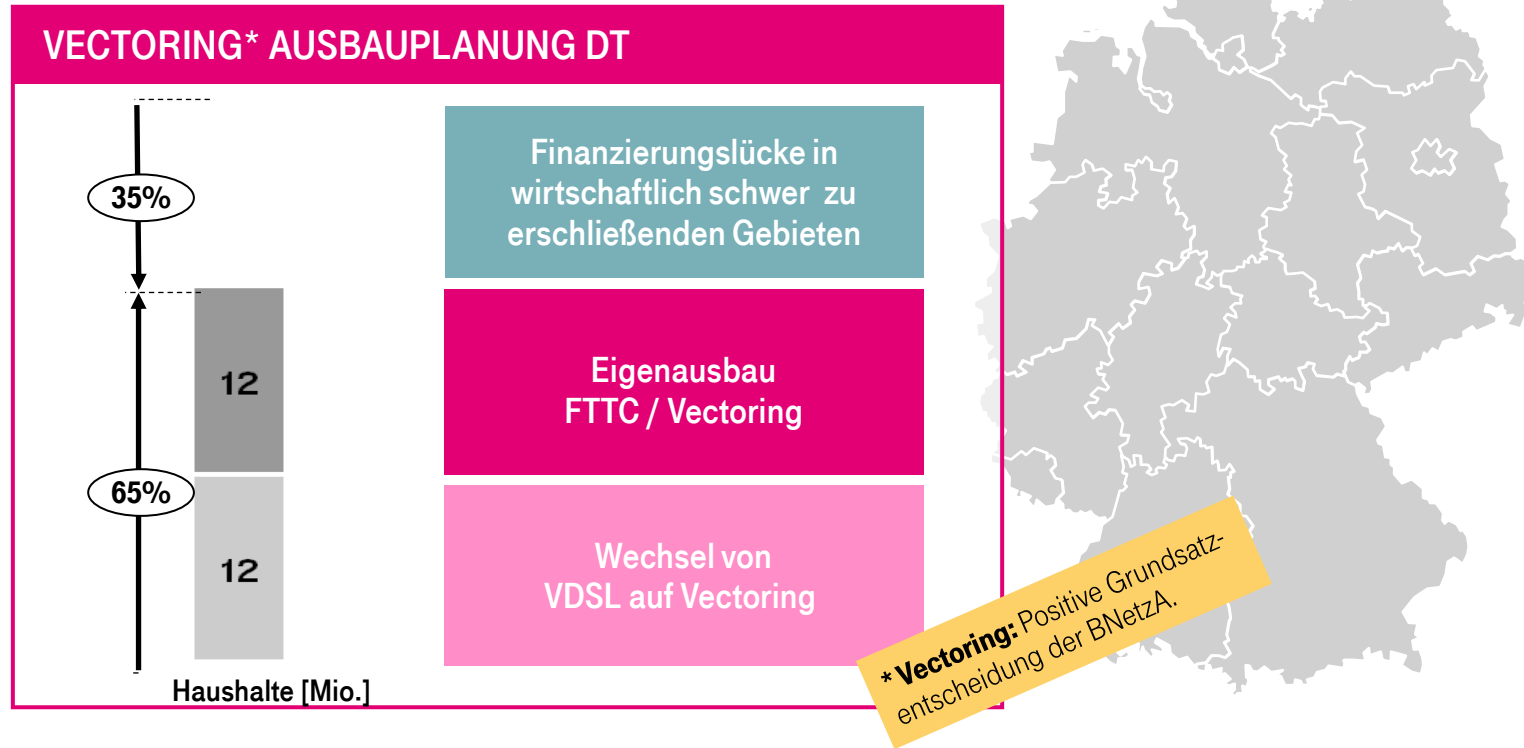 VECTORING* AUSBAUPLANUNG DT
35%
Finanzierungslücke in
wirtschaftlich schwer zu
erschließenden Gebieten
12
Eigenausbau
FTTC / Vectoring
65%
12
Wechsel von
VDSL auf Vectoring
Haushalte [Mio.]
* Vectoring: Positive Grundsatz-
entscheidung der BNetzA.